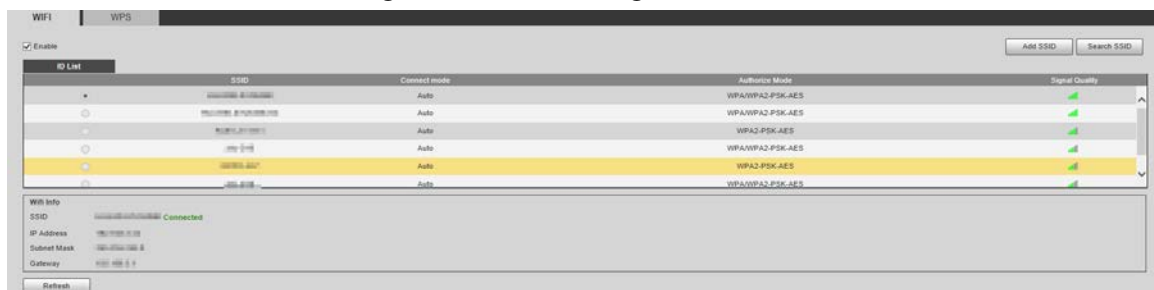 WIFI WPS
Enable Add SSID Search SSID
ID List
SSID Connect mode Authorize Mode Signal Quality
Auto WPA/WPA2-PSK-AES
Auto WPA/WPA2-PSK-AES
Auto WPA2-PSK-AES
Auto WPA/WPA2-PSK-AES
Auto WPA2-PSK-AES
Auto WPA/WPA2-PSK-AES
Wifi Info
SSID Connected
IP Address
Subnet Mask
Gateway
Refresh